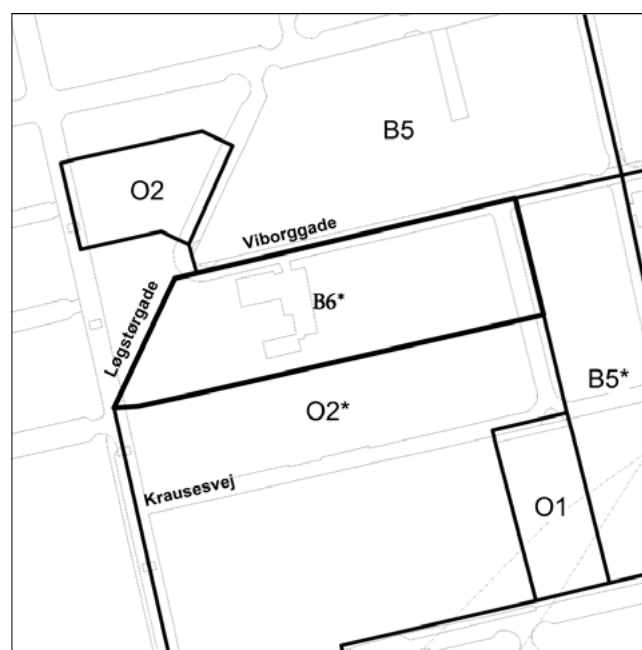 B5
O2
Viborggade
B6*
Løgstørgade
B5*
O2*
Krausesvej
O1